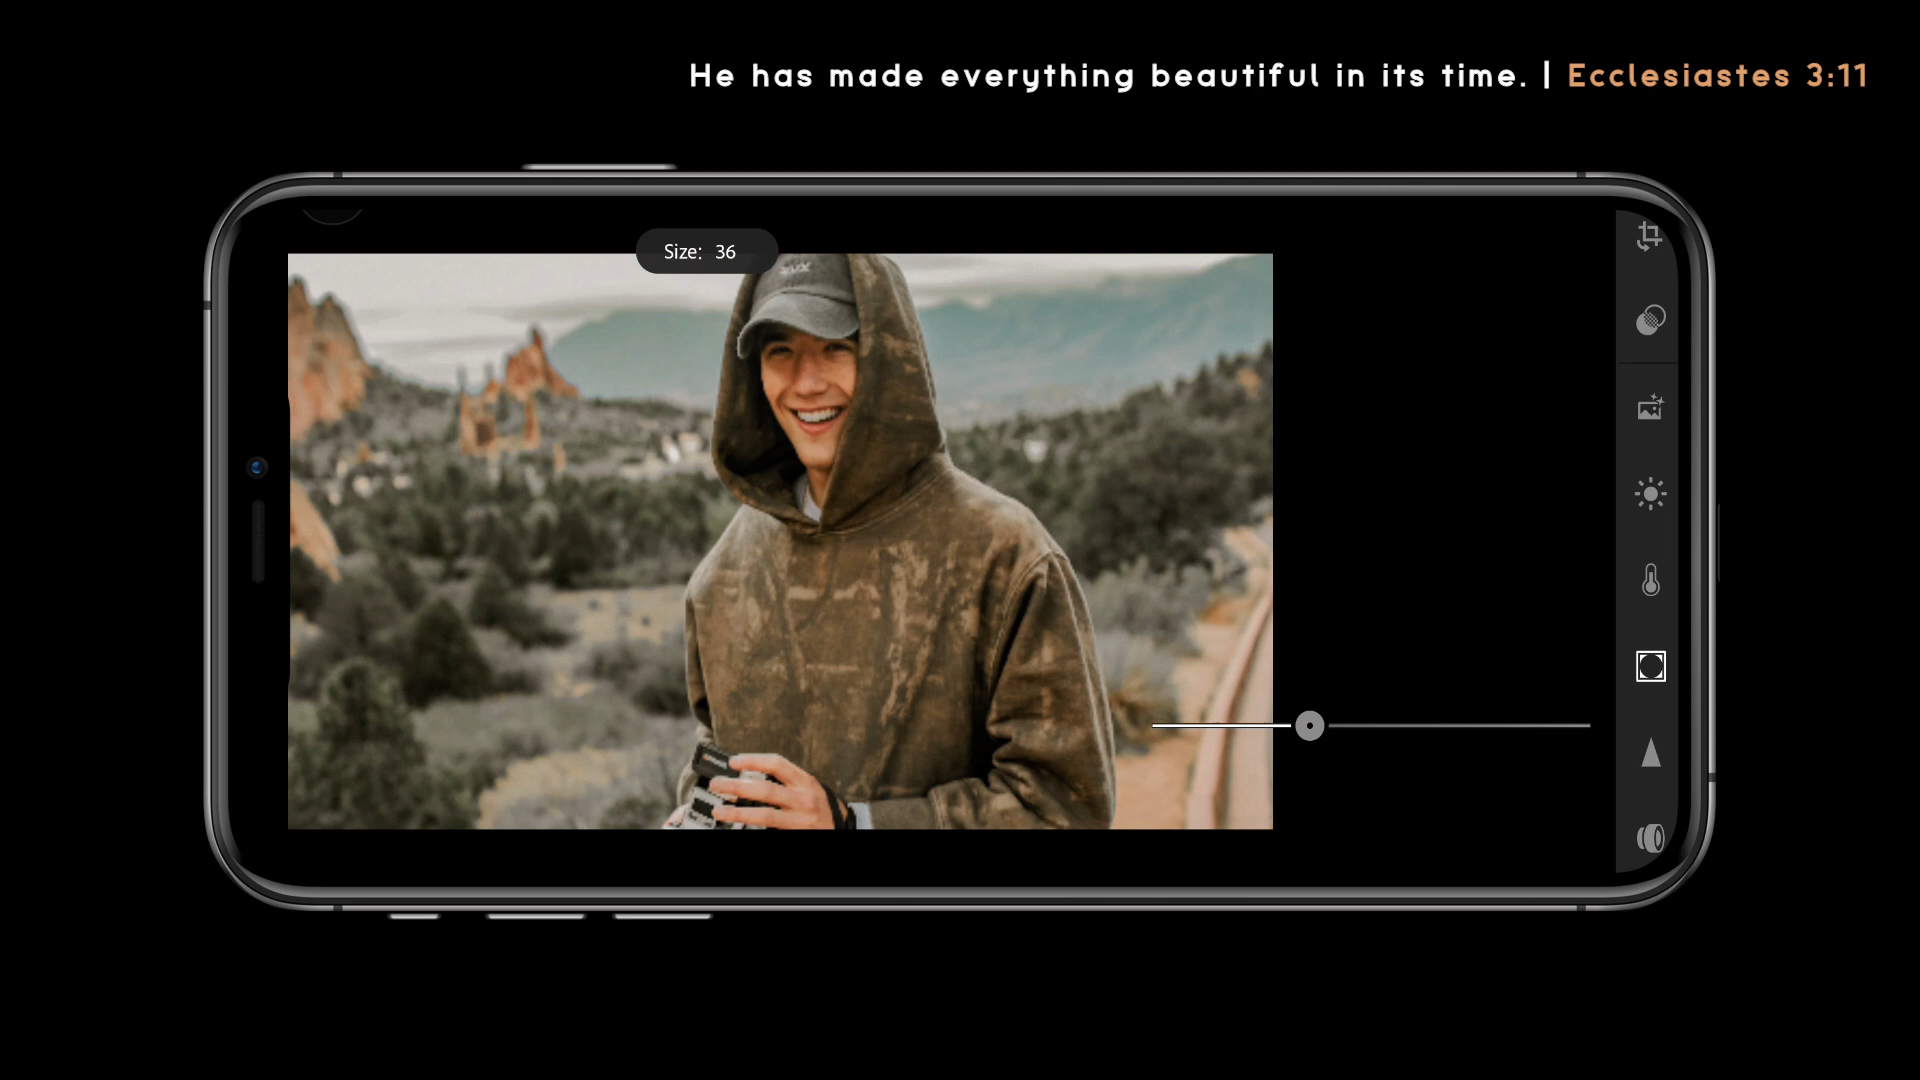 He has made everything beautiful in its time. | Ecclesiastes 3:11
Size: 36